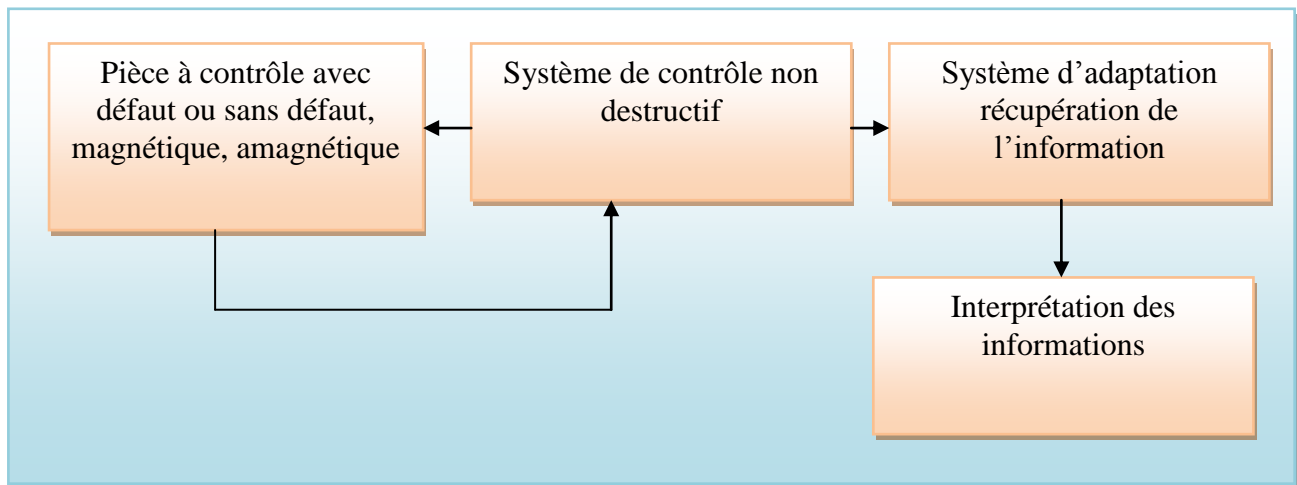 Pièce à contrôle avec
défaut ou sans défaut,
magnétique, amagnétique
Système de contrôle non
destructif
Système d’adaptation
récupération de
l’information
Interprétation des
informations